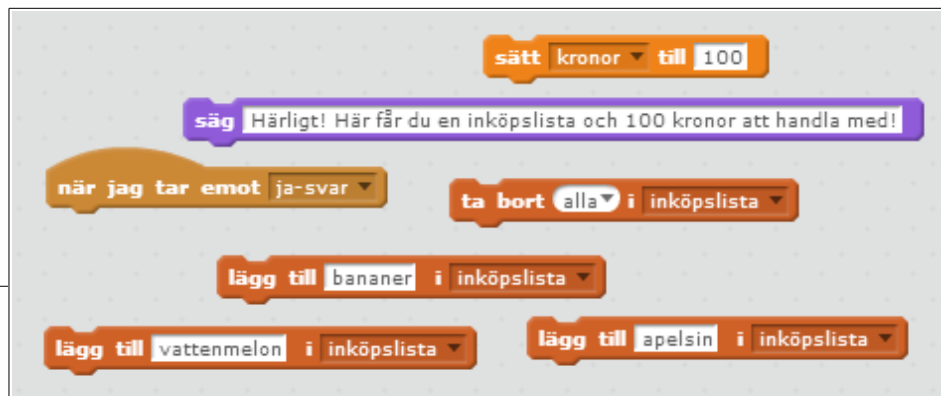 sätt kronor till 100
säg Härligt! Här får du en inköpslista och 100 kronor att handla med!
när jag tar emot ja-svar
ta bort alla i inköpslista
lägg till bananer i inköpslista
lägg till vattenmelon i inköpslista
lägg till apelsin i inköpslista